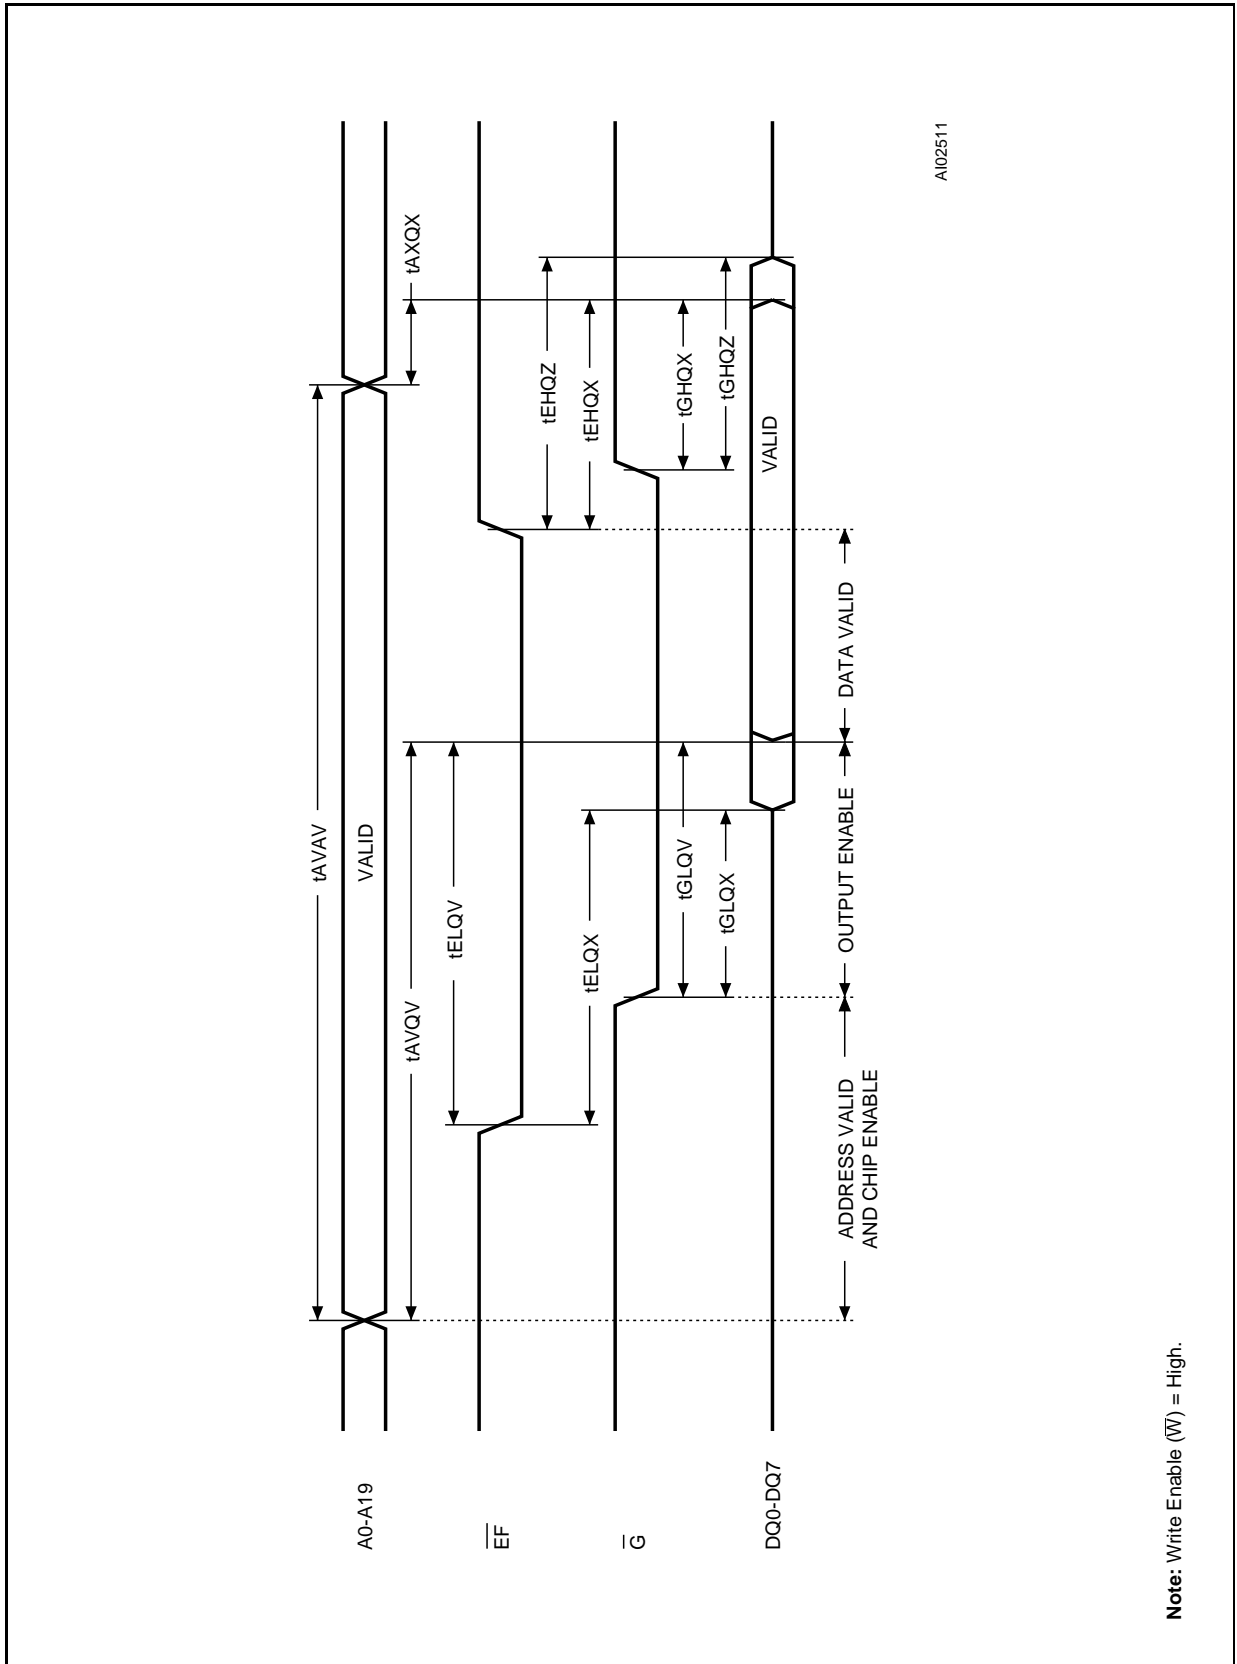 tAVAV
A0-A19
VALID
tAVQV
tAXQX
tELQV
E̅F̅
tEHQZ
tELQX
tEHQX
G̅
tGLQV
tGHQX
tGLQX
tGHQZ
DQ0-DQ7
VALID
ADDRESS VALID
AND CHIP ENABLE
OUTPUT ENABLE
DATA VALID
AI02511
Note: Write Enable (W̅) = High.